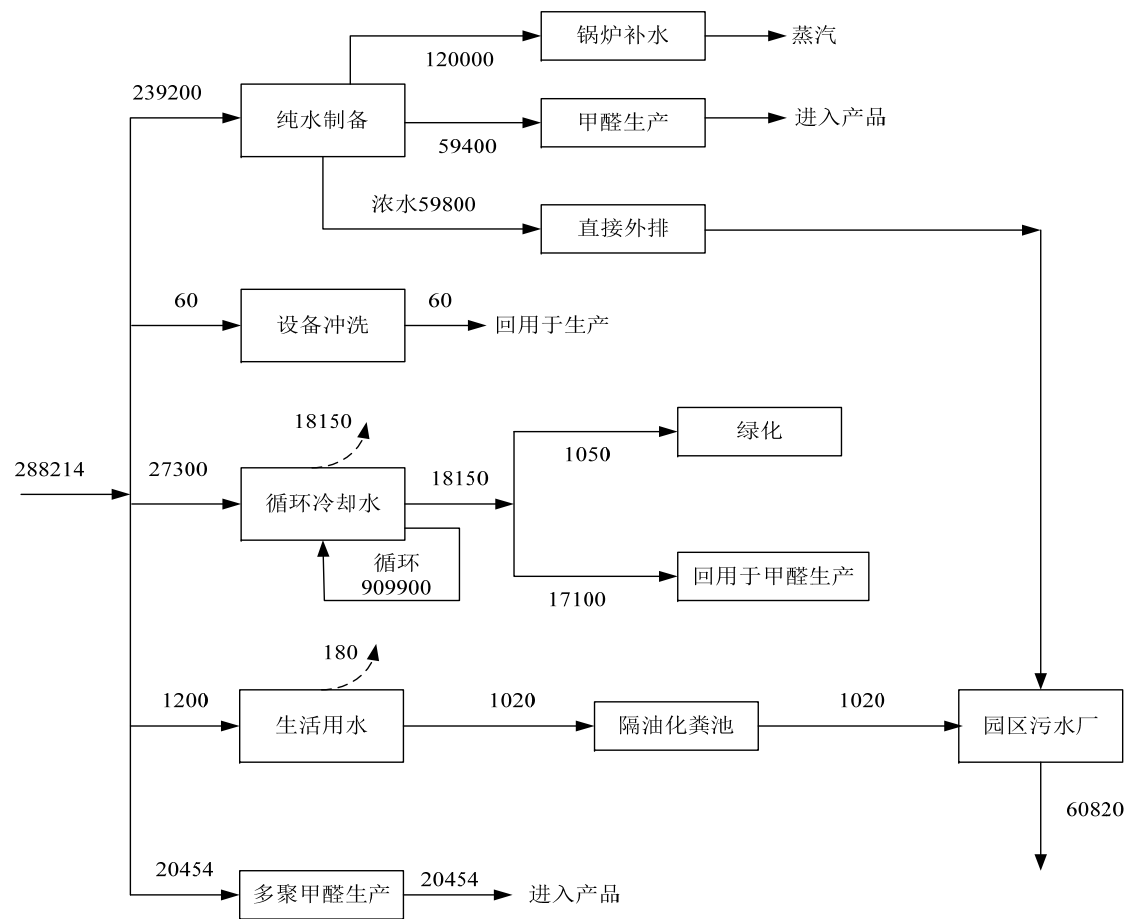 锅炉补水
蒸汽
120000
239200
纯水制备
甲醛生产
进入产品
59400
浓水59800
直接外排
60
设备冲洗
60
回用于生产
18150
绿化
1050
288214
27300
循环冷却水
18150
循环
909900
回用于甲醛生产
17100
180
1200
生活用水
1020
隔油化粪池
1020
园区污水厂
60820
20454
多聚甲醛生产
20454
进入产品